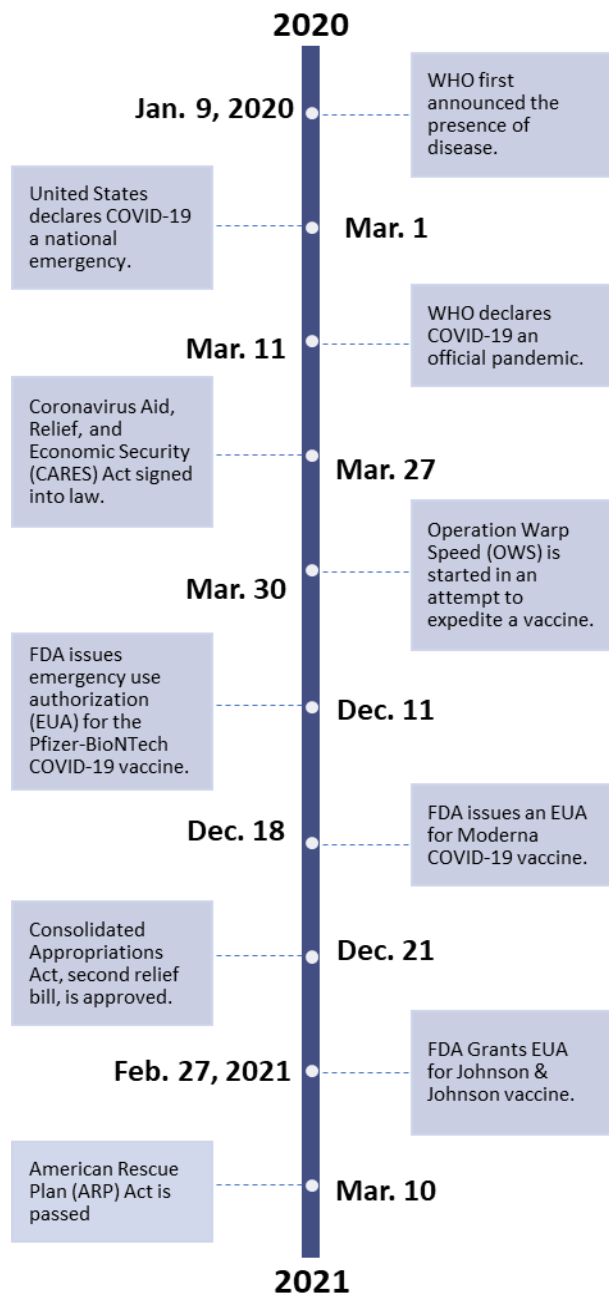 2020
Jan. 9, 2020
WHO first
announced the
presence of
disease.
United States
declares COVID-19
a national
emergency.
Mar. 1
Mar. 11
WHO declares
COVID-19 an
official pandemic.
Coronavirus Aid,
Relief, and
Economic Security
(CARES) Act signed
into law.
Mar. 27
Mar. 30
Operation Warp
Speed (OWS) is
started in an
attempt to
expedite a vaccine.
FDA issues
emergency use
authorization
(EUA) for the
Pfizer-BioNTech
COVID-19 vaccine.
Dec. 11
Dec. 18
FDA issues an EUA
for Moderna
COVID-19 vaccine.
Consolidated
Appropriations
Act, second relief
bill, is approved.
Dec. 21
Feb. 27, 2021
FDA Grants EUA
for Johnson &
Johnson vaccine.
American Rescue
Plan (ARP) Act is
passed
Mar. 10
2021